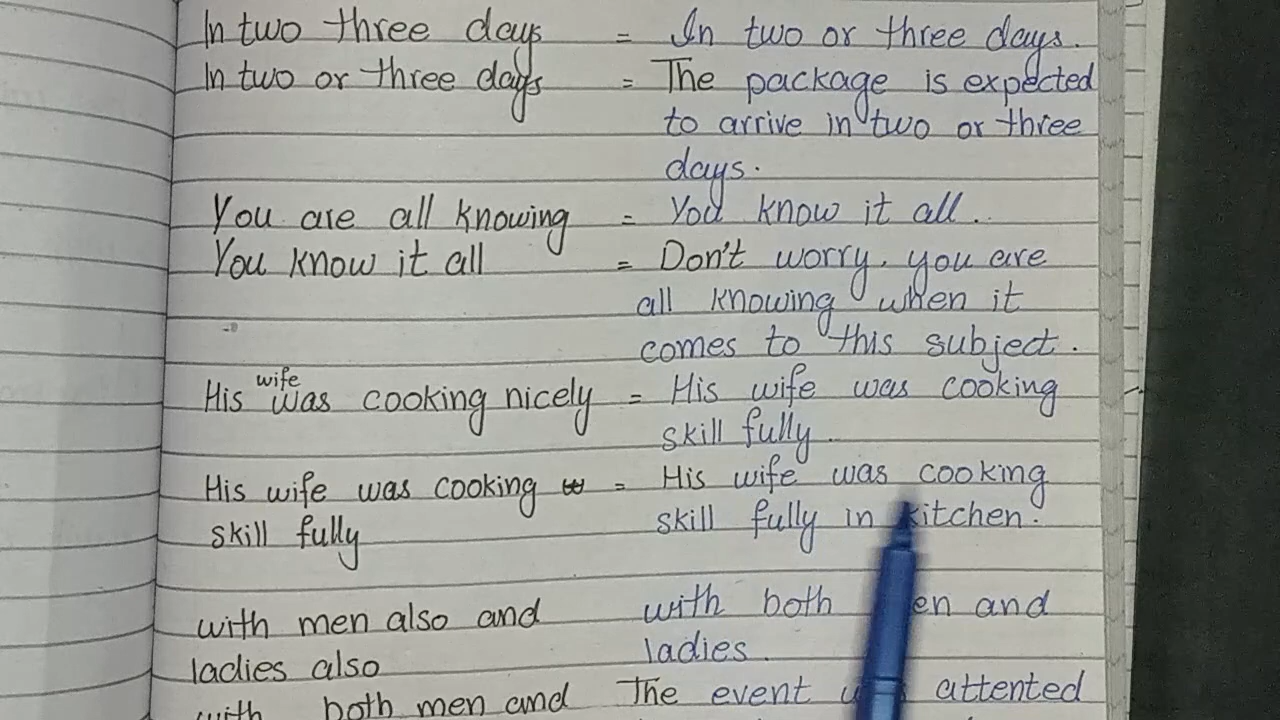 In two three days = In two or three days.
In two or three days = The package is expected
to arrive in two or three
days.
You are all knowing = You know it all.
You know it all = Don't worry, you are
all knowing when it
comes to this subject.
wife
His was cooking nicely = His wife was cooking
skill fully
His wife was cooking = His wife was cooking
skill fully skill fully in kitchen.
with men also and with both and
ladies also ladies.
with both men and The event attented